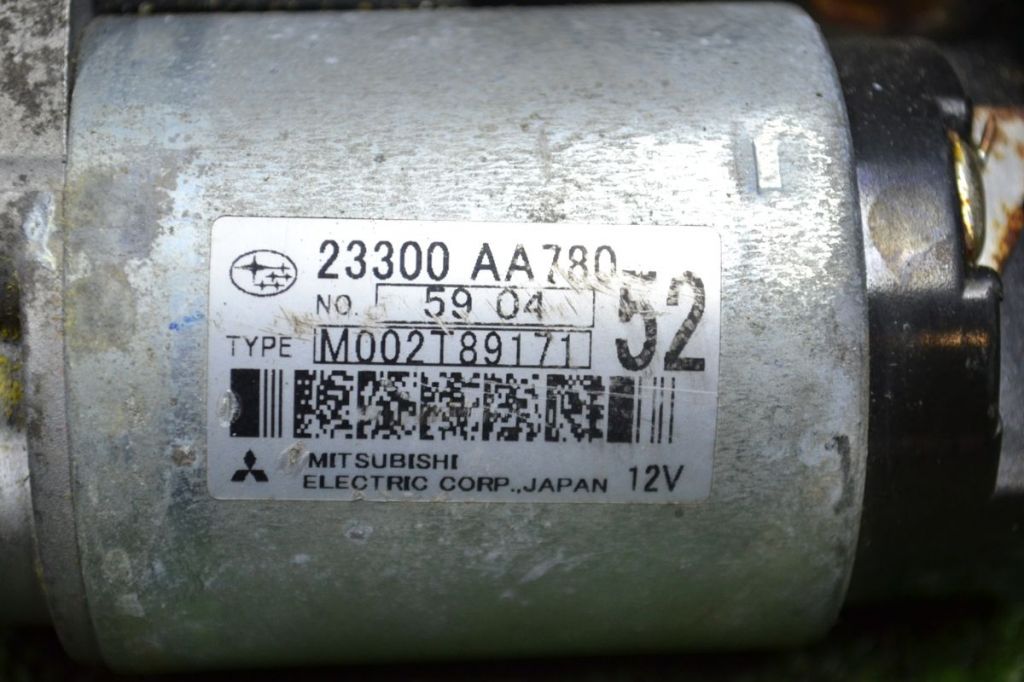 23300 AA780
NO. 59 04
52
TYPE M002T89171
MITSUBISHI
ELECTRIC CORP., JAPAN 12V